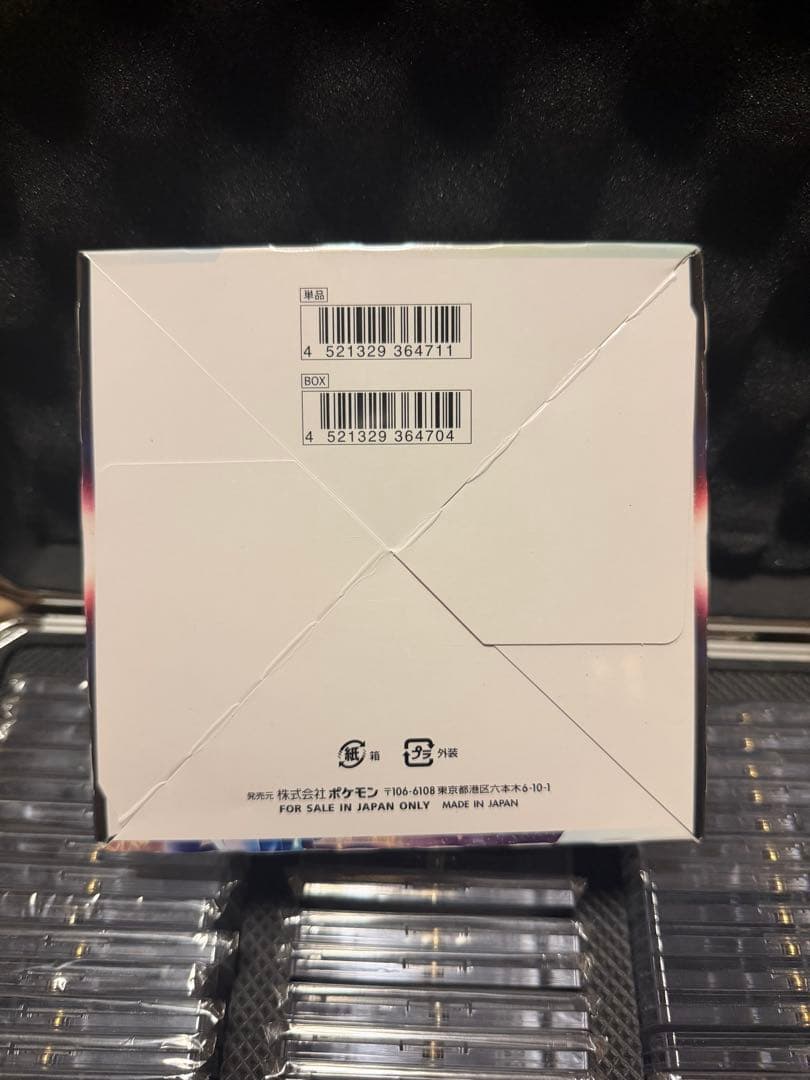 単品
4 521329 364711
BOX
4 521329 364704
紙 箱 プラ 外装
発売元 株式会社 ポケモン 〒106-6108 東京都港区六本木6-10-1
FOR SALE IN JAPAN ONLY MADE IN JAPAN